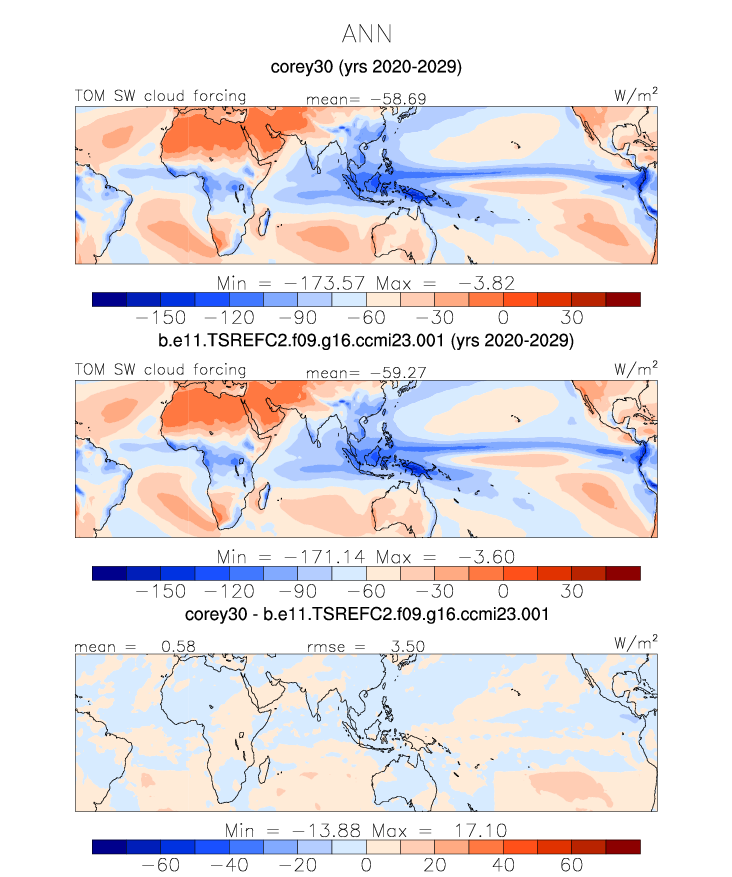 ANN
corey30 (yrs 2020-2029)
TOM SW cloud forcing mean= -58.69 W/m²
Min = -173.57 Max = -3.82
-150 -120 -90 -60 -30 0 30
b.e11.TSREFC2.f09.g16.ccmi23.001 (yrs 2020-2029)
TOM SW cloud forcing mean= -59.27 W/m²
Min = -171.14 Max = -3.60
-150 -120 -90 -60 -30 0 30
corey30 - b.e11.TSREFC2.f09.g16.ccmi23.001
mean = 0.58 rmse = 3.50 W/m²
Min = -13.88 Max = 17.10
-60 -40 -20 0 20 40 60